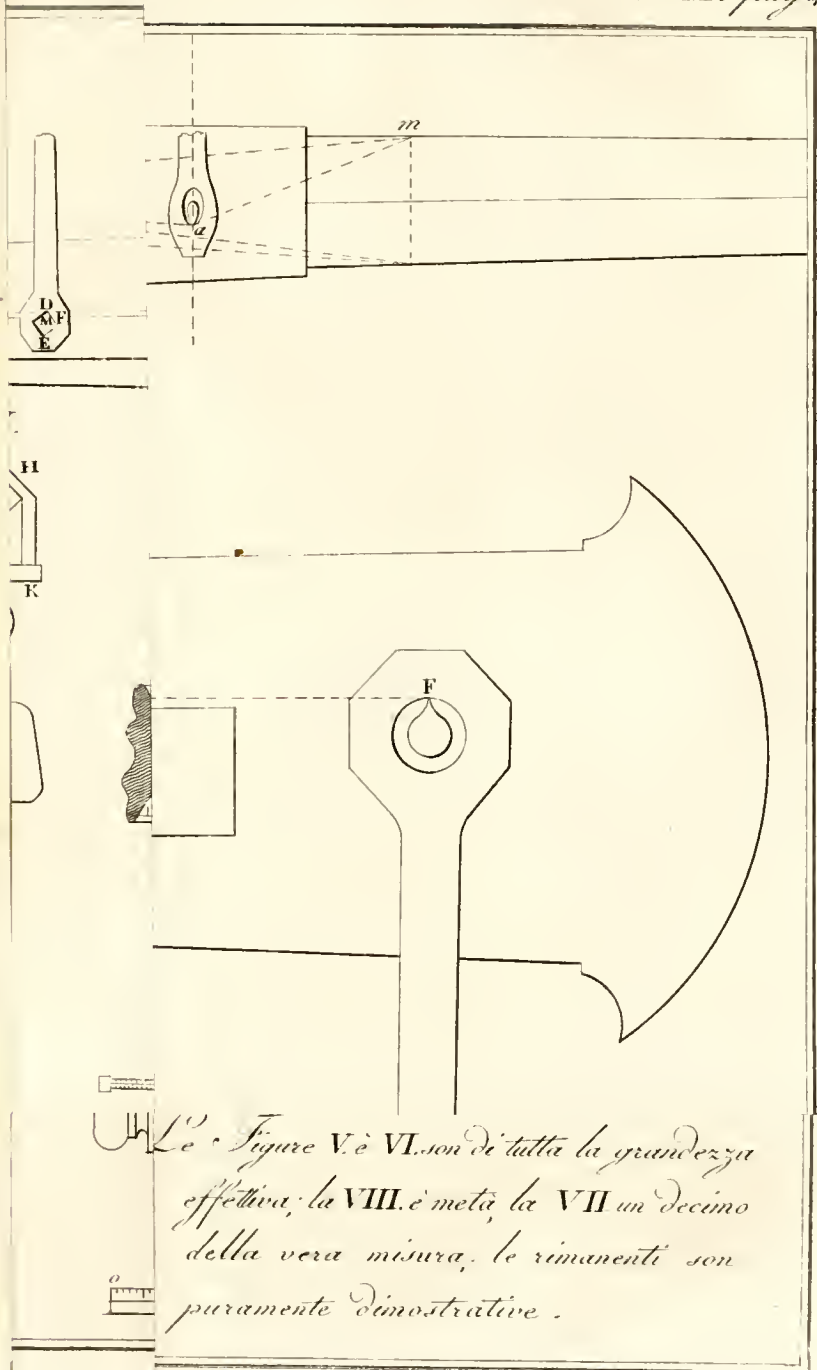 m
a
D
M F
E
H
K
F
Le Figure V. è VI. son di tutta la grandezza
effettiva; la VIII. è metà, la VII un decimo
della vera misura; le rimanenti son
puramente dimostrative.
o